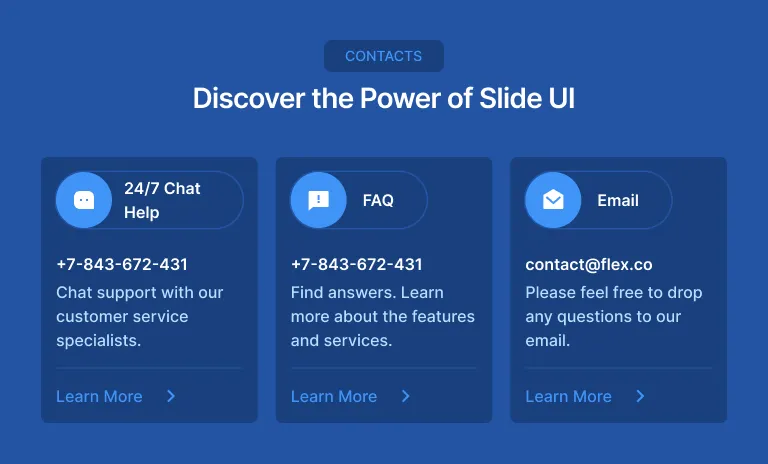 CONTACTS
Discover the Power of Slide UI
24/7 Chat
Help
+7-843-672-431
Chat support with our
customer service
specialists.
Learn More
FAQ
+7-843-672-431
Find answers. Learn
more about the features
and services.
Learn More
Email
contact@flex.co
Please feel free to drop
any questions to our
email.
Learn More